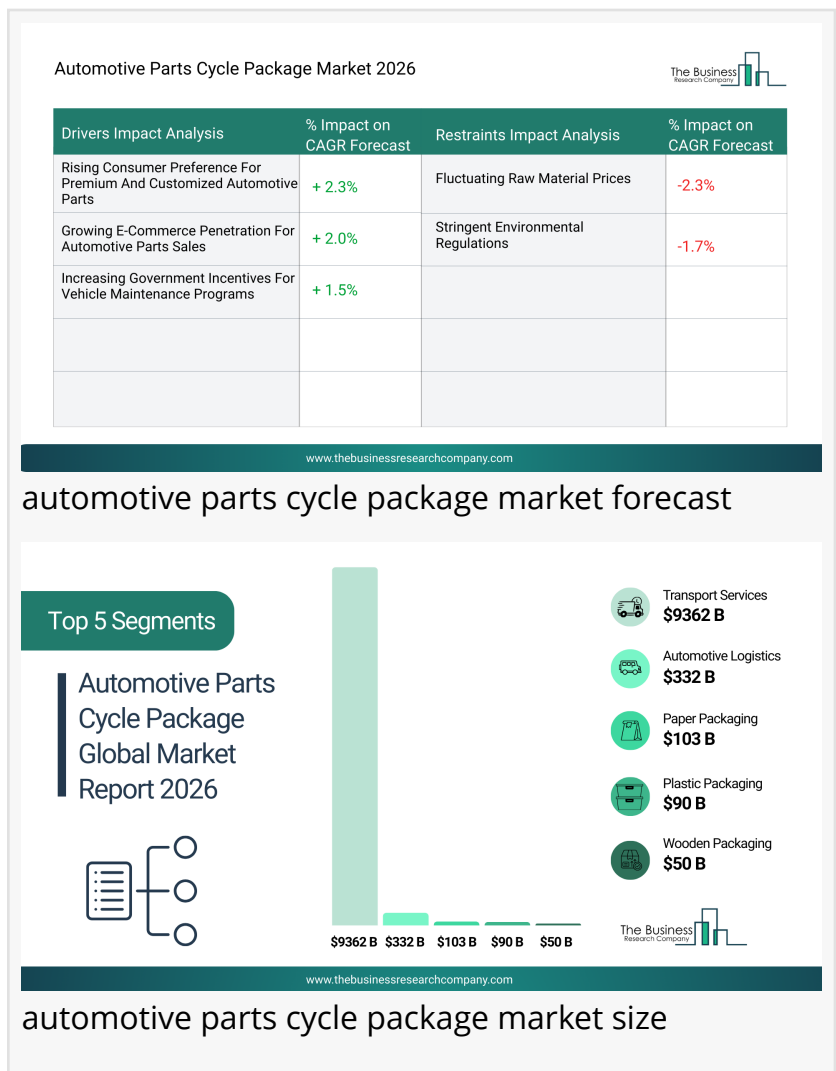 Automotive Parts Cycle Package Market 2026
The Business
Research Company
Drivers Impact Analysis
% Impact on
CAGR Forecast
Restraints Impact Analysis
% Impact on
CAGR Forecast
Rising Consumer Preference For
Premium And Customized Automotive
Parts
+ 2.3%
Fluctuating Raw Material Prices
-2.3%
Growing E-Commerce Penetration For
Automotive Parts Sales
+ 2.0%
Stringent Environmental
Regulations
-1.7%
Increasing Government Incentives For
Vehicle Maintenance Programs
+ 1.5%
www.thebusinessresearchcompany.com
automotive parts cycle package market forecast
Top 5 Segments
Automotive Parts
Cycle Package
Global Market
Report 2026
$9362 B
$332 B
$103 B
$90 B
$50 B
Transport Services
$9362 B
Automotive Logistics
$332 B
Paper Packaging
$103 B
Plastic Packaging
$90 B
Wooden Packaging
$50 B
The Business
Research Company
www.thebusinessresearchcompany.com
automotive parts cycle package market size